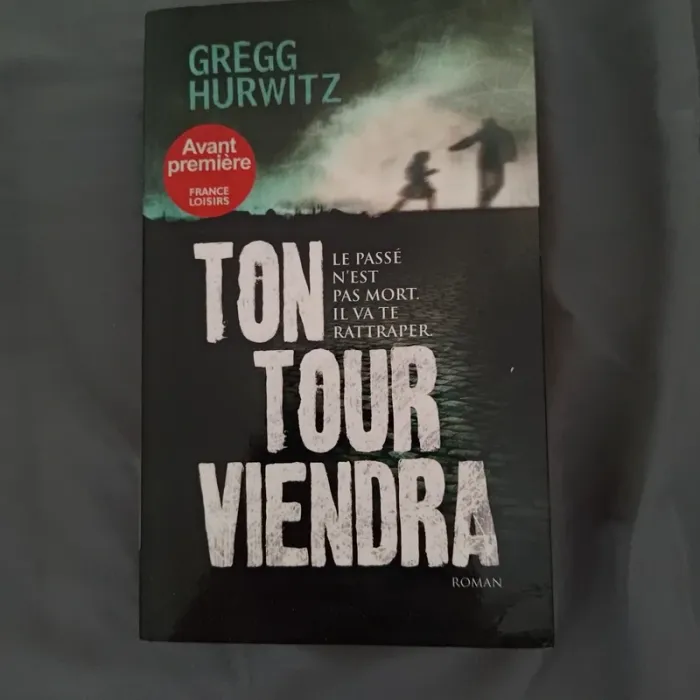 GREGG
HURWITZ
Avant
première
FRANCE
LOISIRS
TON
LE PASSÉ
N'EST
PAS MORT.
IL VA TE
RATTRAPER.
TOUR
VIENDRA
ROMAN